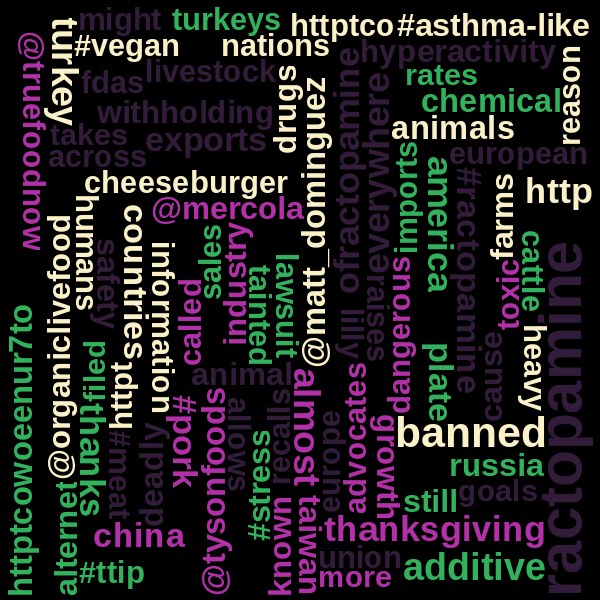 might
turkeys
httptco
#asthma-like
#vegan
nations
hyperactivity
turkey
@truefoodnow
fdas
livestock
rates
reason
withholding
drugs
chemical
takes
exports
animals
across
european
cheeseburger
http
@mercola
ofractopamine
everywhere
@matt_dominguez
imports
america
#ractopamine
farms
humans
safety
countries
information
sales
industry
tainted
lawsuit
called
lilly
raises
dangerous
toxic
cattle
ractopamine
@organiclivefood
httptcowoeenur7to
filed
httpt
animal
almost
advocates
plate
cause
heavy
thanks
#meat
deadly
#pork
@tysonfoods
allows
recalls
#stress
europe
growth
banned
russia
goals
still
alternet
china
known
taiwan
thanksgiving
union
additive
#ttip
more